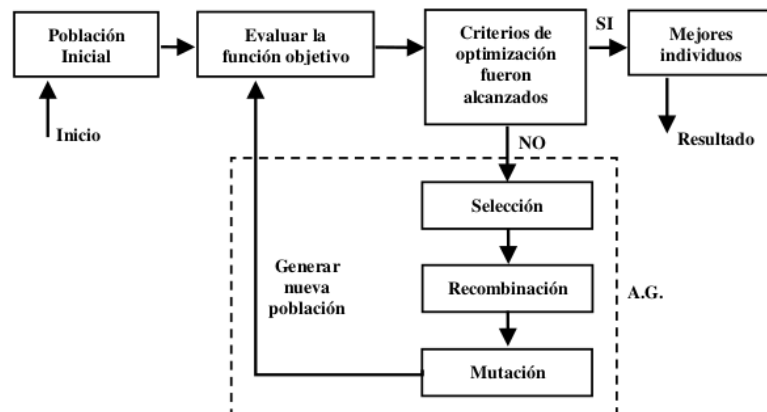 Población
Inicial
Evaluar la
función objetivo
Criterios de
optimización
fueron
alcanzados
SI
Mejores
individuos
Inicio
NO
Resultado
Selección
Generar
nueva
población
Recombinación
A.G.
Mutación